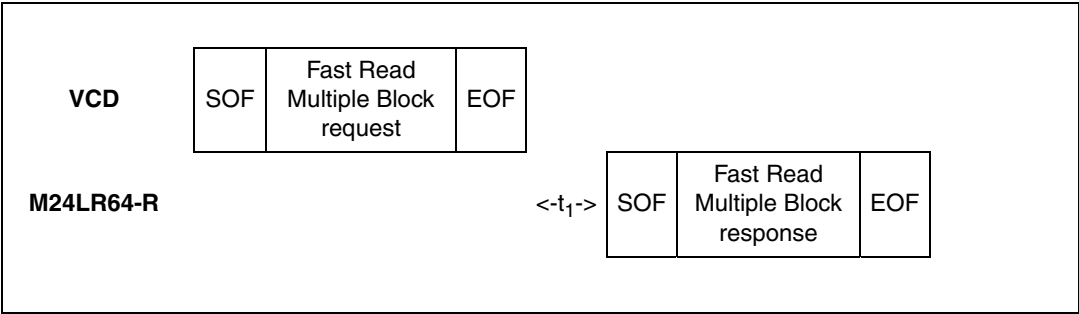 VCD
SOF
Fast Read
Multiple Block
request
EOF
M24LR64-R
<-t₁->
SOF
Fast Read
Multiple Block
response
EOF